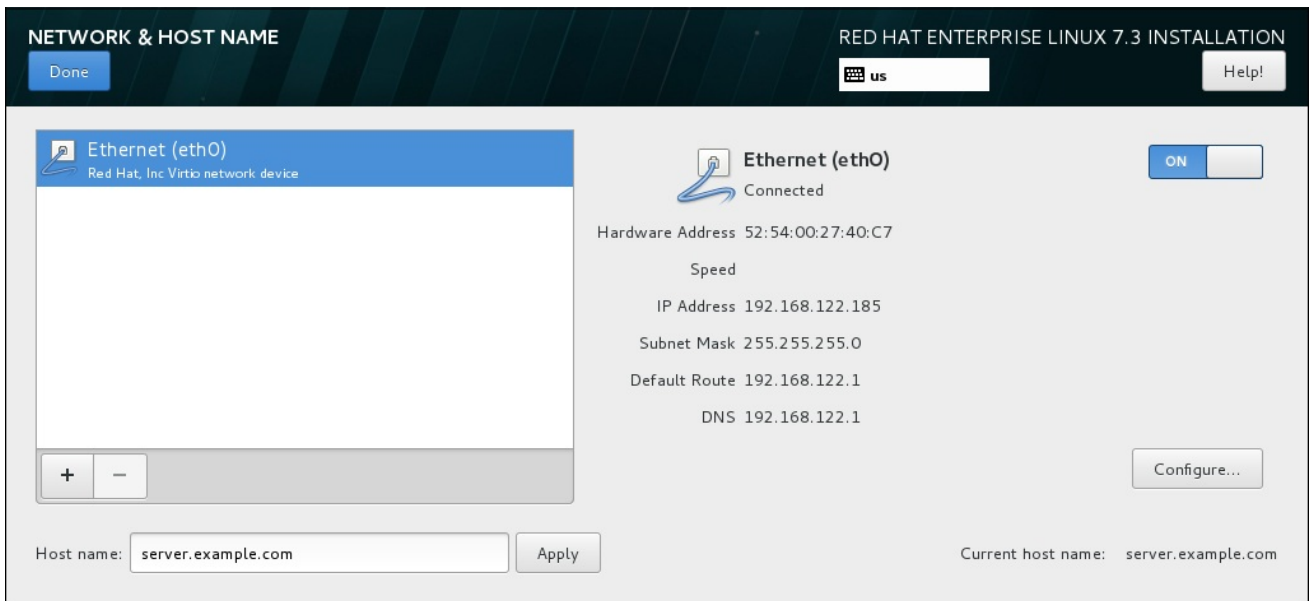 NETWORK & HOST NAME
RED HAT ENTERPRISE LINUX 7.3 INSTALLATION
Done
us
Help!
Ethernet (eth0)
Red Hat, Inc Virtio network device
Ethernet (eth0)
Connected
ON
Hardware Address 52:54:00:27:40:C7
Speed
IP Address 192.168.122.185
Subnet Mask 255.255.255.0
Default Route 192.168.122.1
DNS 192.168.122.1
+ −
Configure...
Host name: server.example.com Apply
Current host name: server.example.com